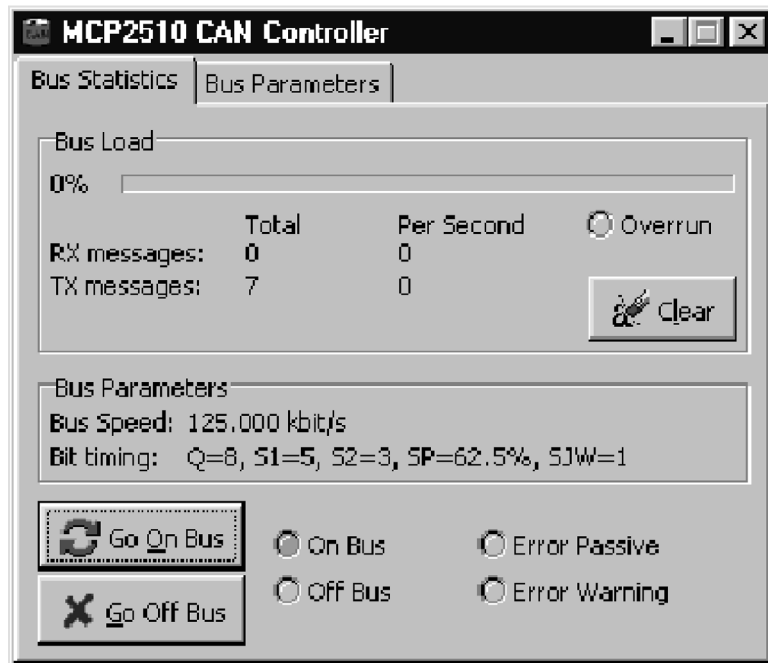 MCP2510 CAN Controller
Bus Statistics Bus Parameters
Bus Load
0%
Total Per Second Overrun
RX messages: 0 0
TX messages: 7 0
Clear
Bus Parameters
Bus Speed: 125.000 kbit/s
Bit timing: Q=8, S1=5, S2=3, SP=62.5%, SJW=1
Go On Bus On Bus Error Passive
Go Off Bus Off Bus Error Warning